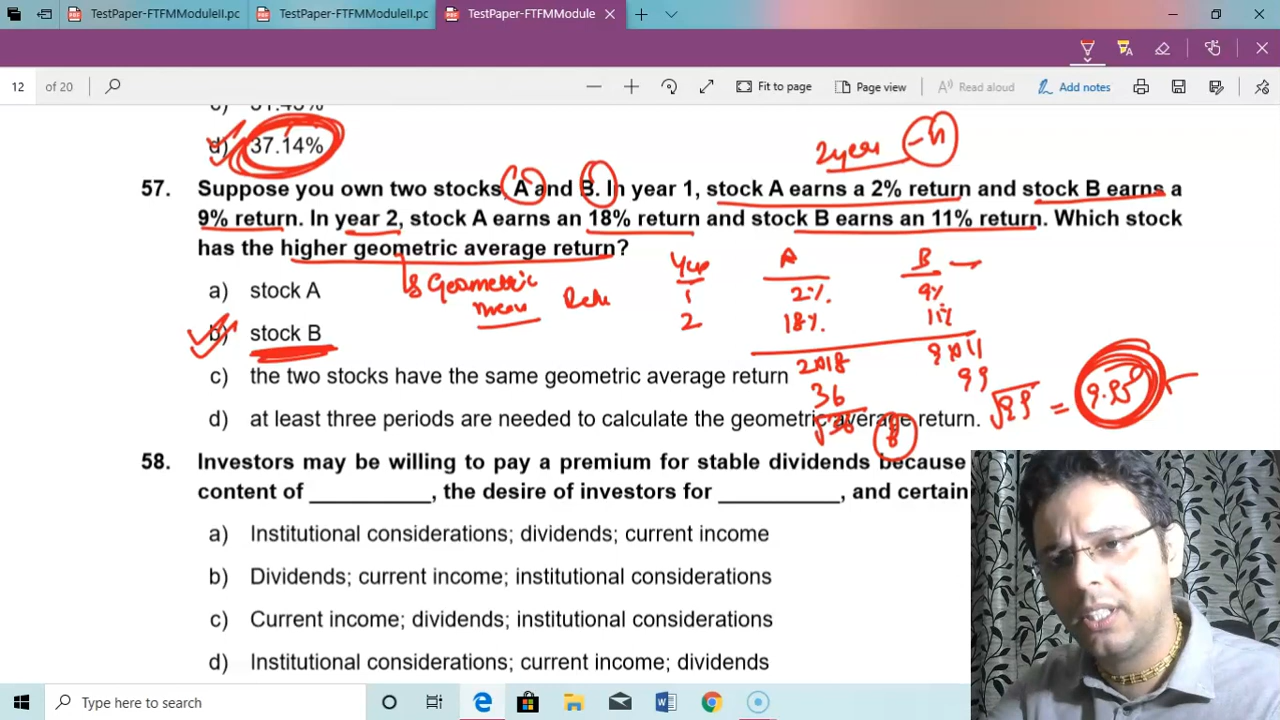 TestPaper-FTFMModuleII.pc
TestPaper-FTFMModuleII.pc
TestPaper-FTFMModule
12 of 20
Fit to page
Page view
Read aloud
Add notes
d) 37.14%
2 year
57. Suppose you own two stocks, A and B. In year 1, stock A earns a 2% return and stock B earns a
9% return. In year 2, stock A earns an 18% return and stock B earns an 11% return. Which stock
has the higher geometric average return?
Geometric
mean
Year A B
1 2% 9%
2 18% 11%
2x18 9x11
36 99
√36 8
√99 = 9.95
a) stock A
b) stock B
c) the two stocks have the same geometric average return
d) at least three periods are needed to calculate the geometric average return.
58. Investors may be willing to pay a premium for stable dividends because
content of __________, the desire of investors for __________, and certain
a) Institutional considerations; dividends; current income
b) Dividends; current income; institutional considerations
c) Current income; dividends; institutional considerations
d) Institutional considerations; current income; dividends
Type here to search